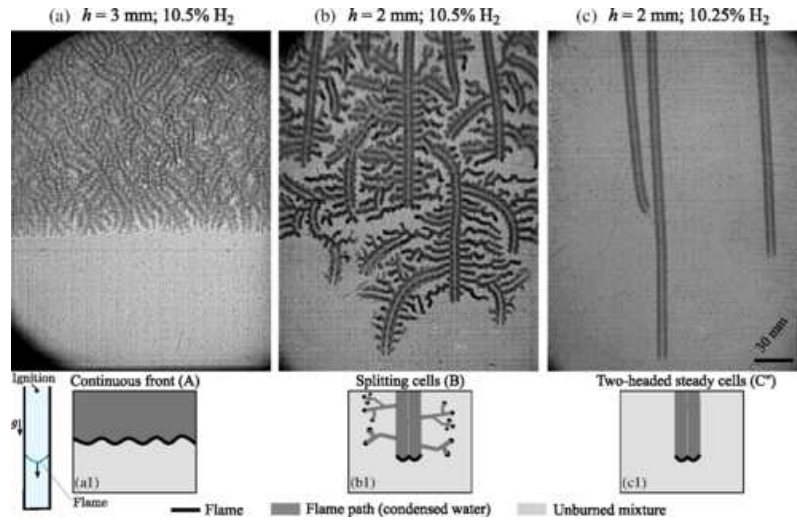 (a) h = 3 mm; 10.5% H₂
(b) h = 2 mm; 10.5% H₂
(c) h = 2 mm; 10.25% H₂
30 mm
Ignition
g
Flame
Continuous front (A)
(a1)
Splitting cells (B)
(b1)
Two-headed steady cells (C")
(c1)
Flame
Flame path (condensed water)
Unburned mixture